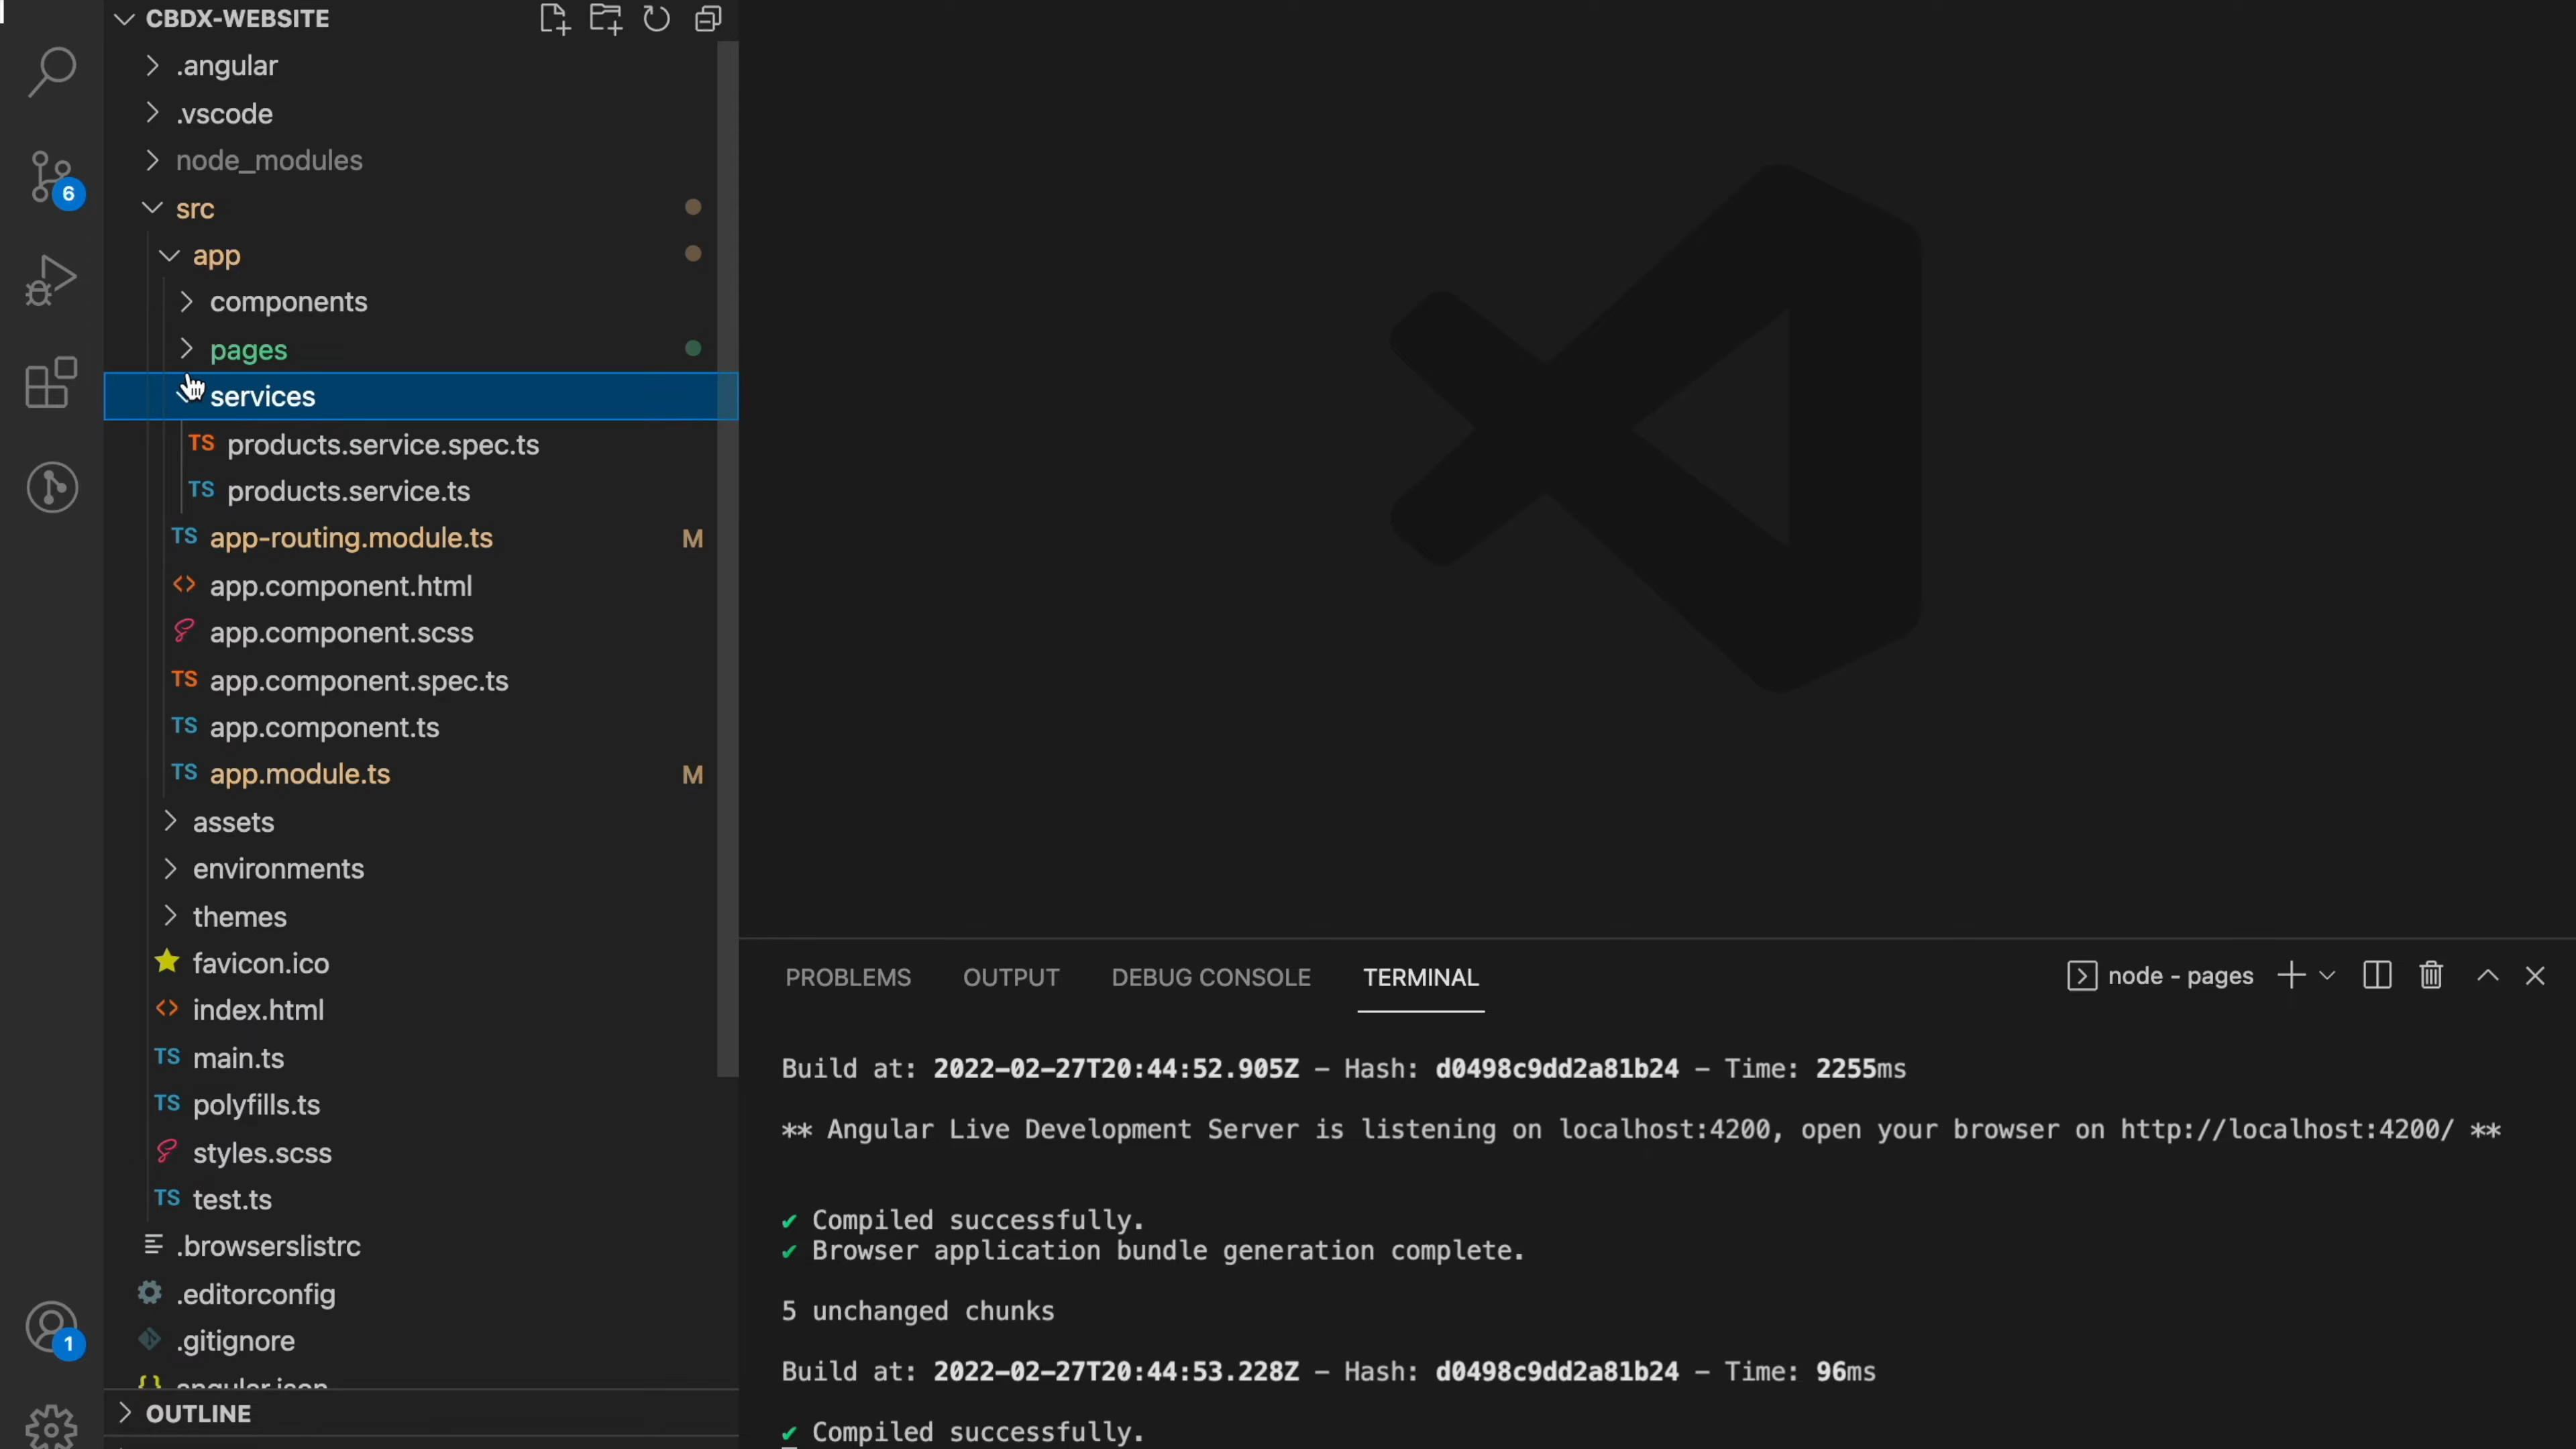 CBDX-WEBSITE
.angular
.vscode
node_modules
6
src
app
components
pages
services
TS products.service.spec.ts
TS products.service.ts
TS app-routing.module.ts M
<> app.component.html
app.component.scss
TS app.component.spec.ts
TS app.component.ts
TS app.module.ts M
assets
environments
themes
favicon.ico
<> index.html
TS main.ts
TS polyfills.ts
styles.scss
TS test.ts
.browserslistrc
.editorconfig
.gitignore
1
{} angular.json
OUTLINE
PROBLEMS OUTPUT DEBUG CONSOLE TERMINAL node - pages
Build at: 2022-02-27T20:44:52.905Z - Hash: d0498c9dd2a81b24 - Time: 2255ms
** Angular Live Development Server is listening on localhost:4200, open your browser on http://localhost:4200/ **
✔ Compiled successfully.
✔ Browser application bundle generation complete.
5 unchanged chunks
Build at: 2022-02-27T20:44:53.228Z - Hash: d0498c9dd2a81b24 - Time: 96ms
✔ Compiled successfully.